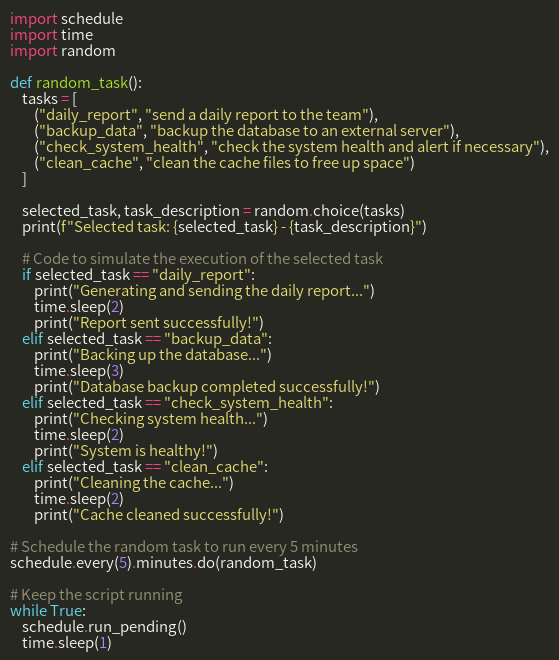 import schedule
import time
import random

def random_task():
    tasks = [
        ("daily_report", "send a daily report to the team"),
        ("backup_data", "backup the database to an external server"),
        ("check_system_health", "check the system health and alert if necessary"),
        ("clean_cache", "clean the cache files to free up space")
    ]

    selected_task, task_description = random.choice(tasks)
    print(f"Selected task: {selected_task} - {task_description}")

    # Code to simulate the execution of the selected task
    if selected_task == "daily_report":
        print("Generating and sending the daily report...")
        time.sleep(2)
        print("Report sent successfully!")
    elif selected_task == "backup_data":
        print("Backing up the database...")
        time.sleep(3)
        print("Database backup completed successfully!")
    elif selected_task == "check_system_health":
        print("Checking system health...")
        time.sleep(2)
        print("System is healthy!")
    elif selected_task == "clean_cache":
        print("Cleaning the cache...")
        time.sleep(2)
        print("Cache cleaned successfully!")

# Schedule the random task to run every 5 minutes
schedule.every(5).minutes.do(random_task)

# Keep the script running
while True:
    schedule.run_pending()
    time.sleep(1)